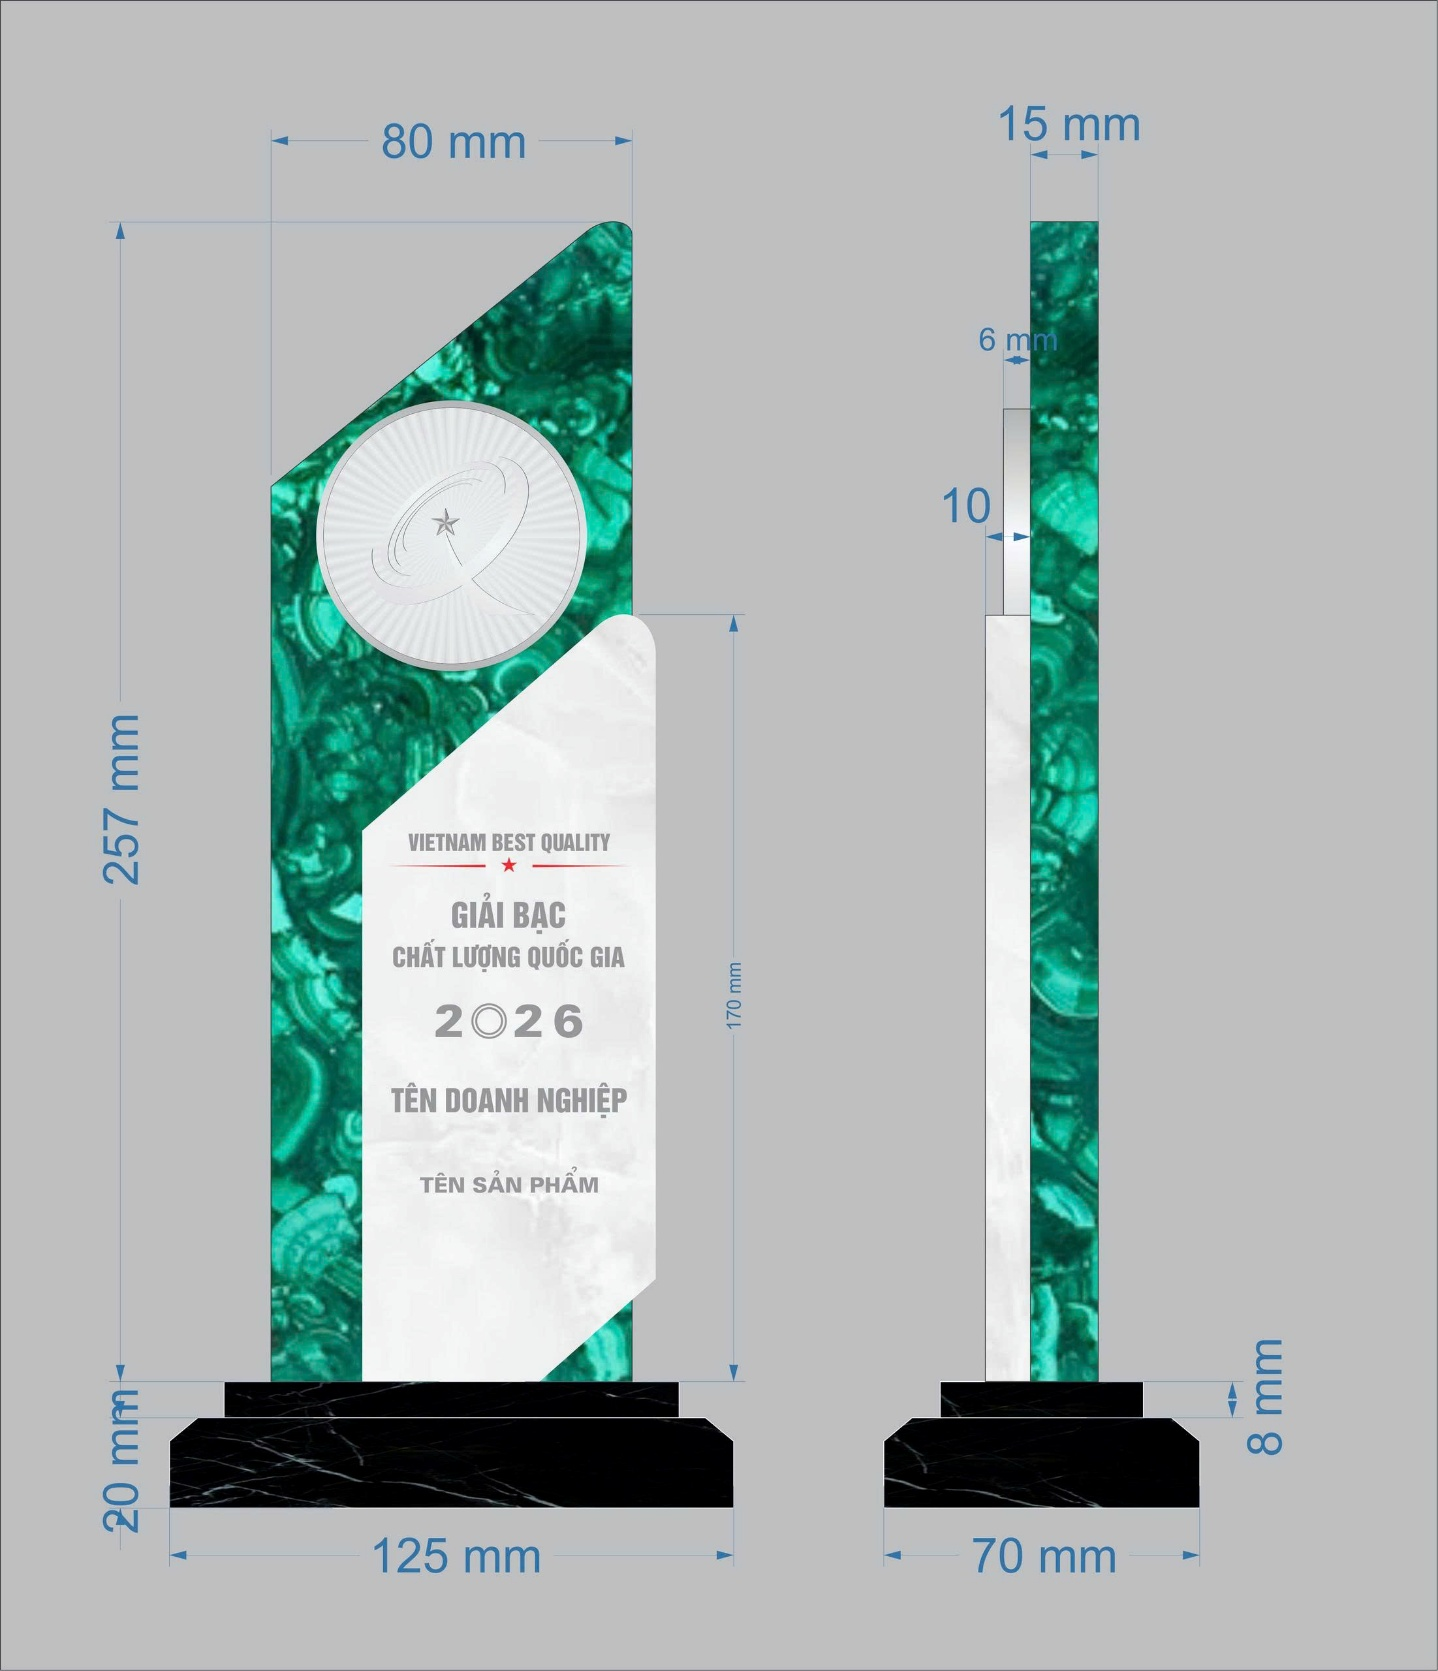 80 mm
15 mm
6 mm
10
257 mm
VIETNAM BEST QUALITY
GIẢI BẠC
CHẤT LƯỢNG QUỐC GIA
2026
170 mm
TÊN DOANH NGHIỆP
TÊN SẢN PHẨM
20 mm
8 mm
125 mm
70 mm